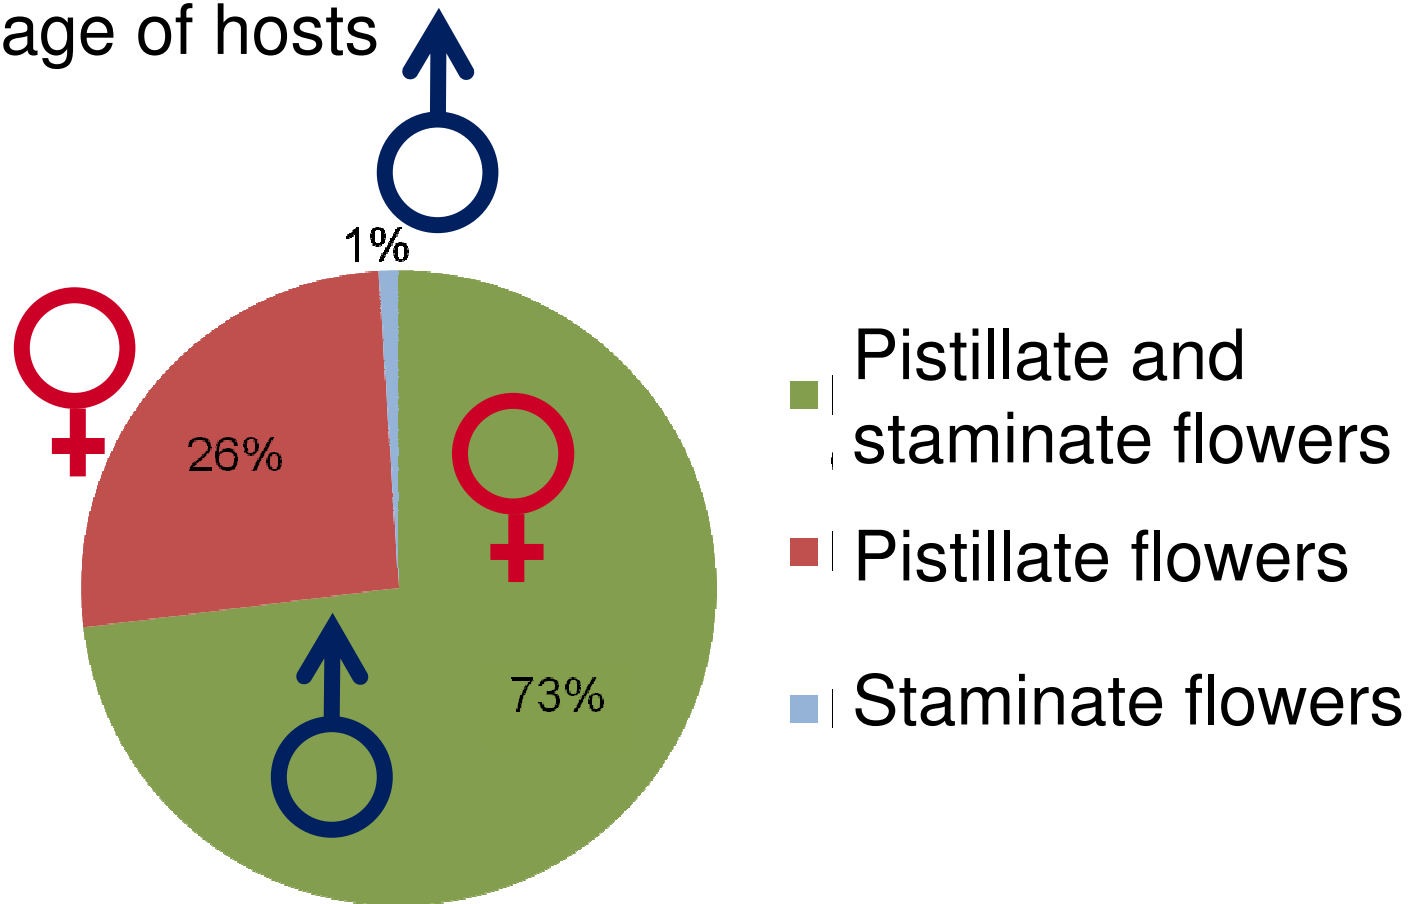 age of hosts
1%
26%
73%
Pistillate and
staminate flowers
Pistillate flowers
Staminate flowers